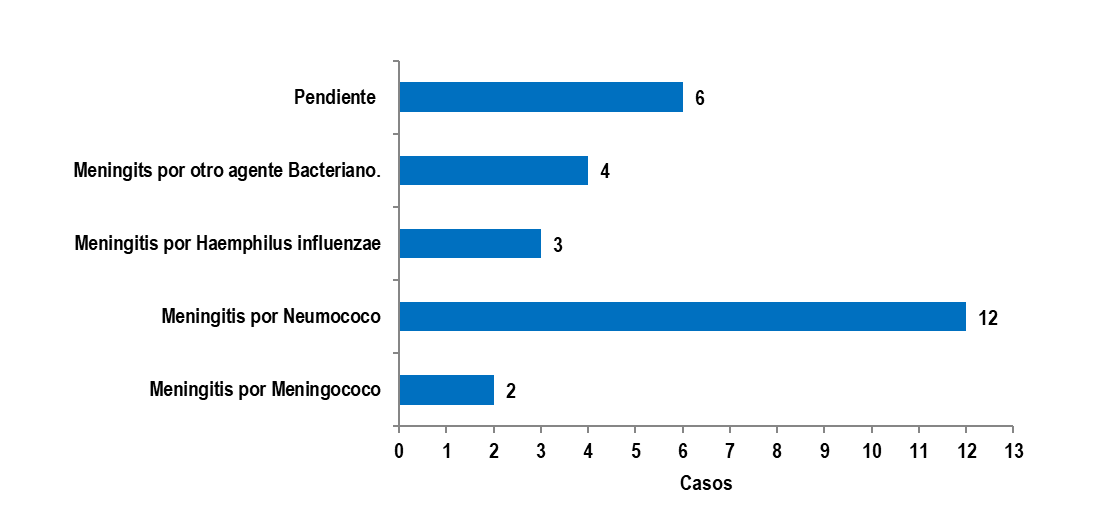 Pendiente
6
Meningits por otro agente Bacteriano.
4
Meningitis por Haemphilus influenzae
3
Meningitis por Neumococo
12
Meningitis por Meningococo
2
0 1 2 3 4 5 6 7 8 9 10 11 12 13
Casos